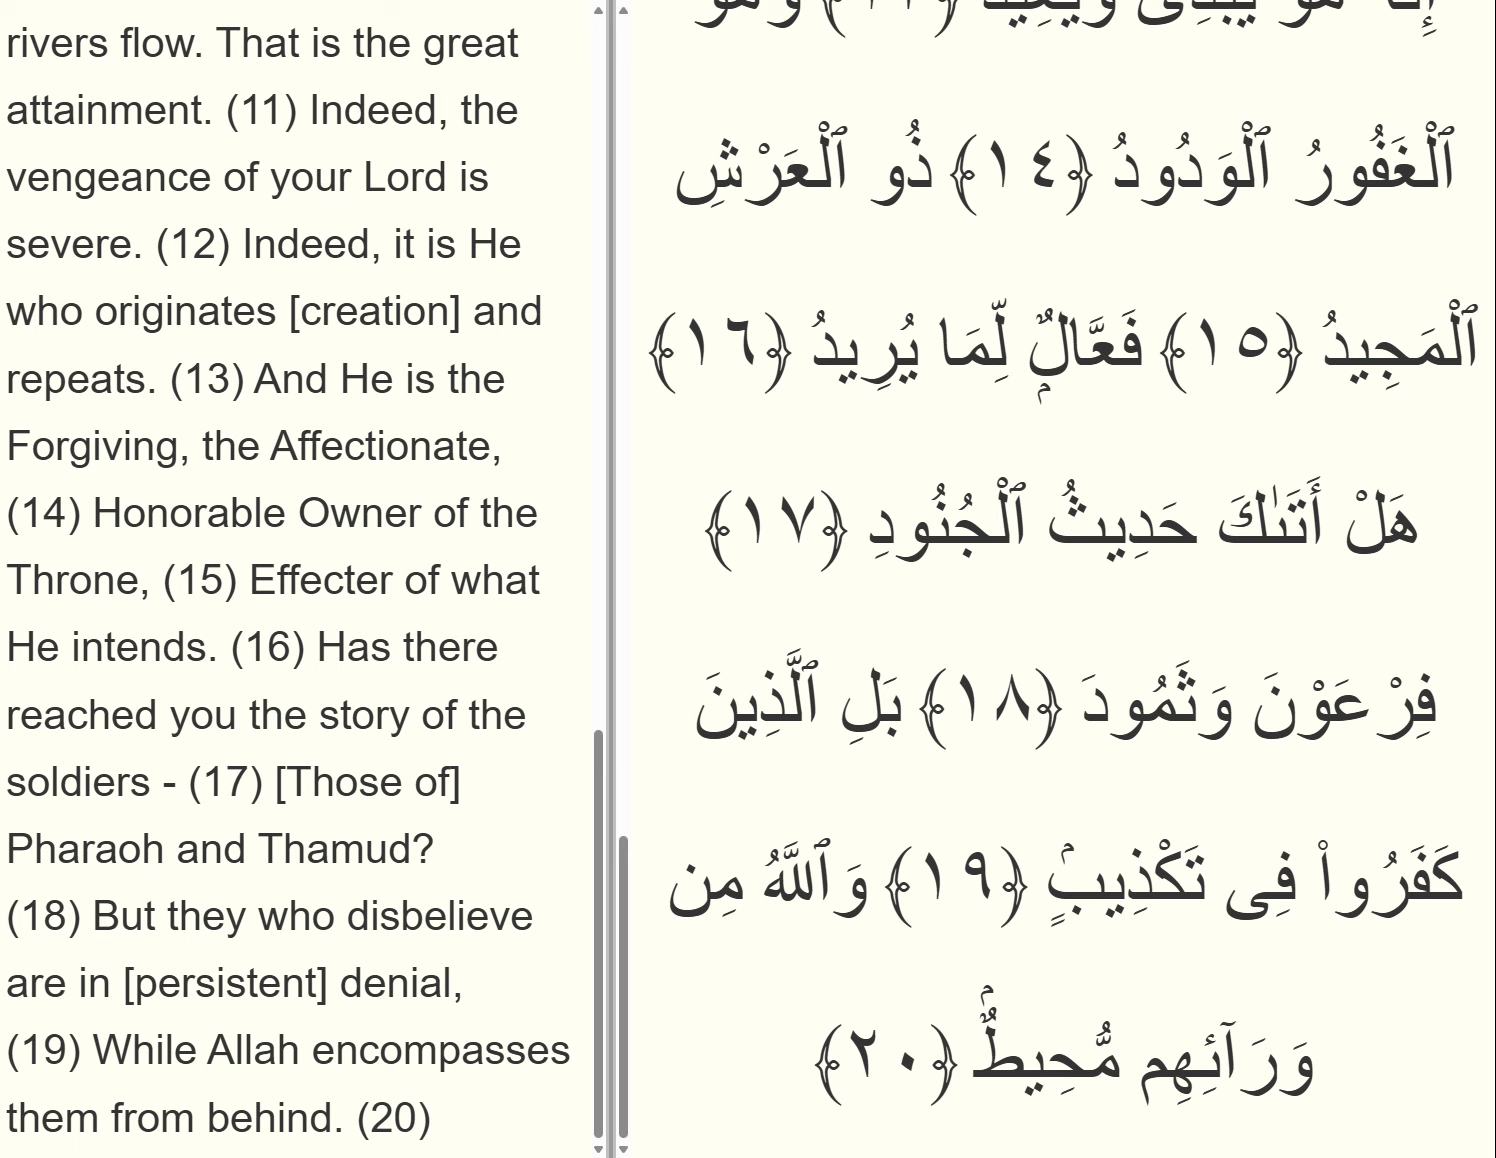 rivers flow. That is the great
attainment. (11) Indeed, the
vengeance of your Lord is
severe. (12) Indeed, it is He
who originates [creation] and
repeats. (13) And He is the
Forgiving, the Affectionate,
(14) Honorable Owner of the
Throne, (15) Effecter of what
He intends. (16) Has there
reached you the story of the
soldiers - (17) [Those of]
Pharaoh and Thamud?
(18) But they who disbelieve
are in [persistent] denial,
(19) While Allah encompasses
them from behind. (20)
ٱلْغَفُورُ ٱلْوَدُودُ ﴿١٤﴾ ذُو ٱلْعَرْشِ
ٱلْمَجِيدُ ﴿١٥﴾ فَعَّالٌۭ لِّمَا يُرِيدُ ﴿١٦﴾
هَلْ أَتَىٰكَ حَدِيثُ ٱلْجُنُودِ ﴿١٧﴾
فِرْعَوْنَ وَثَمُودَ ﴿١٨﴾ بَلِ ٱلَّذِينَ
كَفَرُوا۟ فِى تَكْذِيبٍۢ ﴿١٩﴾ وَٱللَّهُ مِن
وَرَآئِهِم مُّحِيطٌۢ ﴿٢٠﴾